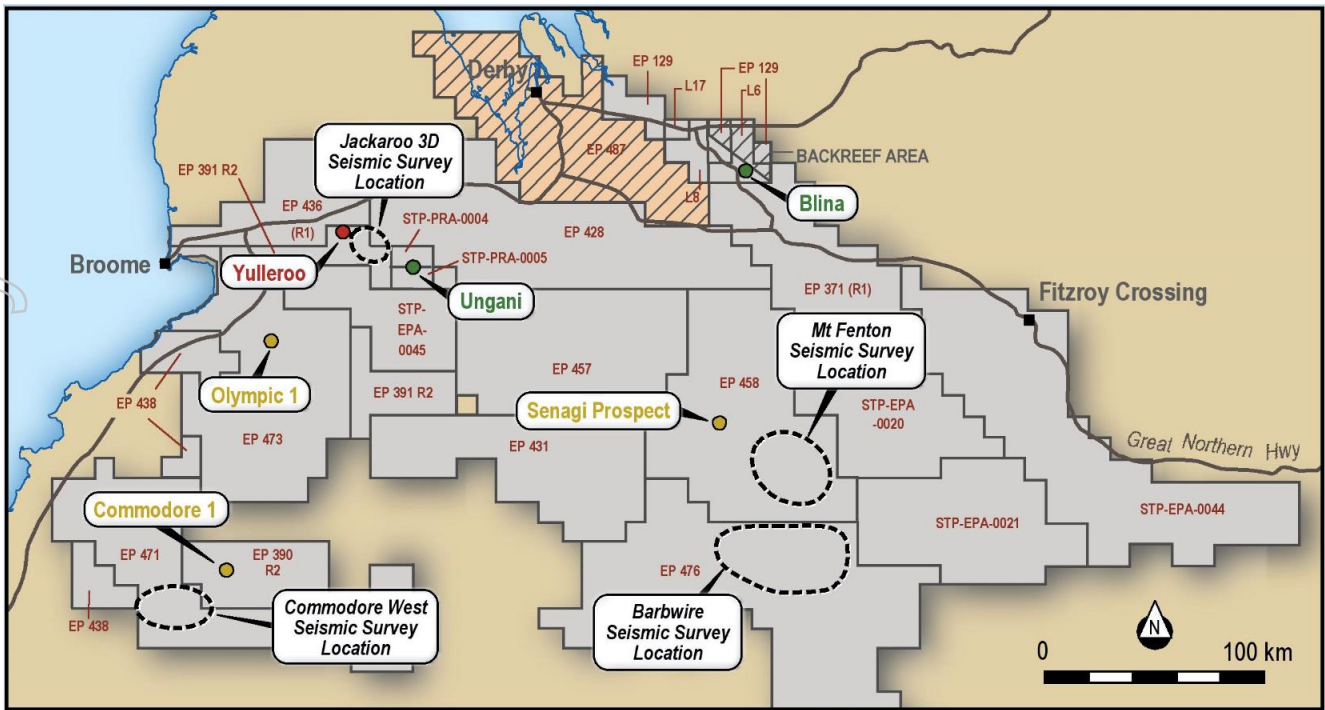 EP 129
EP 129
L17
L6
Derby
Jackaroo 3D
Seismic Survey
Location
EP 487
BACKREEF AREA
EP 391 R2
L8
Blina
EP 436
(R1)
STP-PRA-0004
EP 428
STP-PRA-0005
Broome
Yulleroo
Ungani
EP 371 (R1)
Fitzroy Crossing
STP-
EPA-
0045
Mt Fenton
Seismic Survey
Location
EP 457
EP 458
Olympic 1
EP 391 R2
EP 438
Senagi Prospect
STP-EPA
-0020
EP 473
EP 431
Great Northern Hwy
Commodore 1
STP-EPA-0044
STP-EPA-0021
EP 471
EP 390
R2
EP 476
EP 438
Commodore West
Seismic Survey
Location
Barbwire
Seismic Survey
Location
N
0 100 km